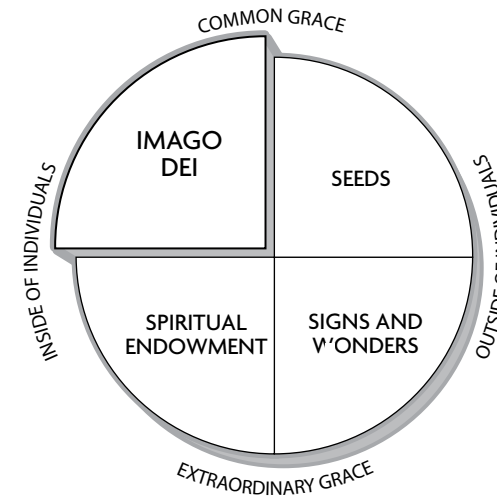 COMMON GRACE
IMAGO
DEI
SEEDS
INSIDE OF INDIVIDUALS
OUTSIDE OF INDIVIDUALS
SPIRITUAL
ENDOWMENT
SIGNS AND
WONDERS
EXTRAORDINARY GRACE